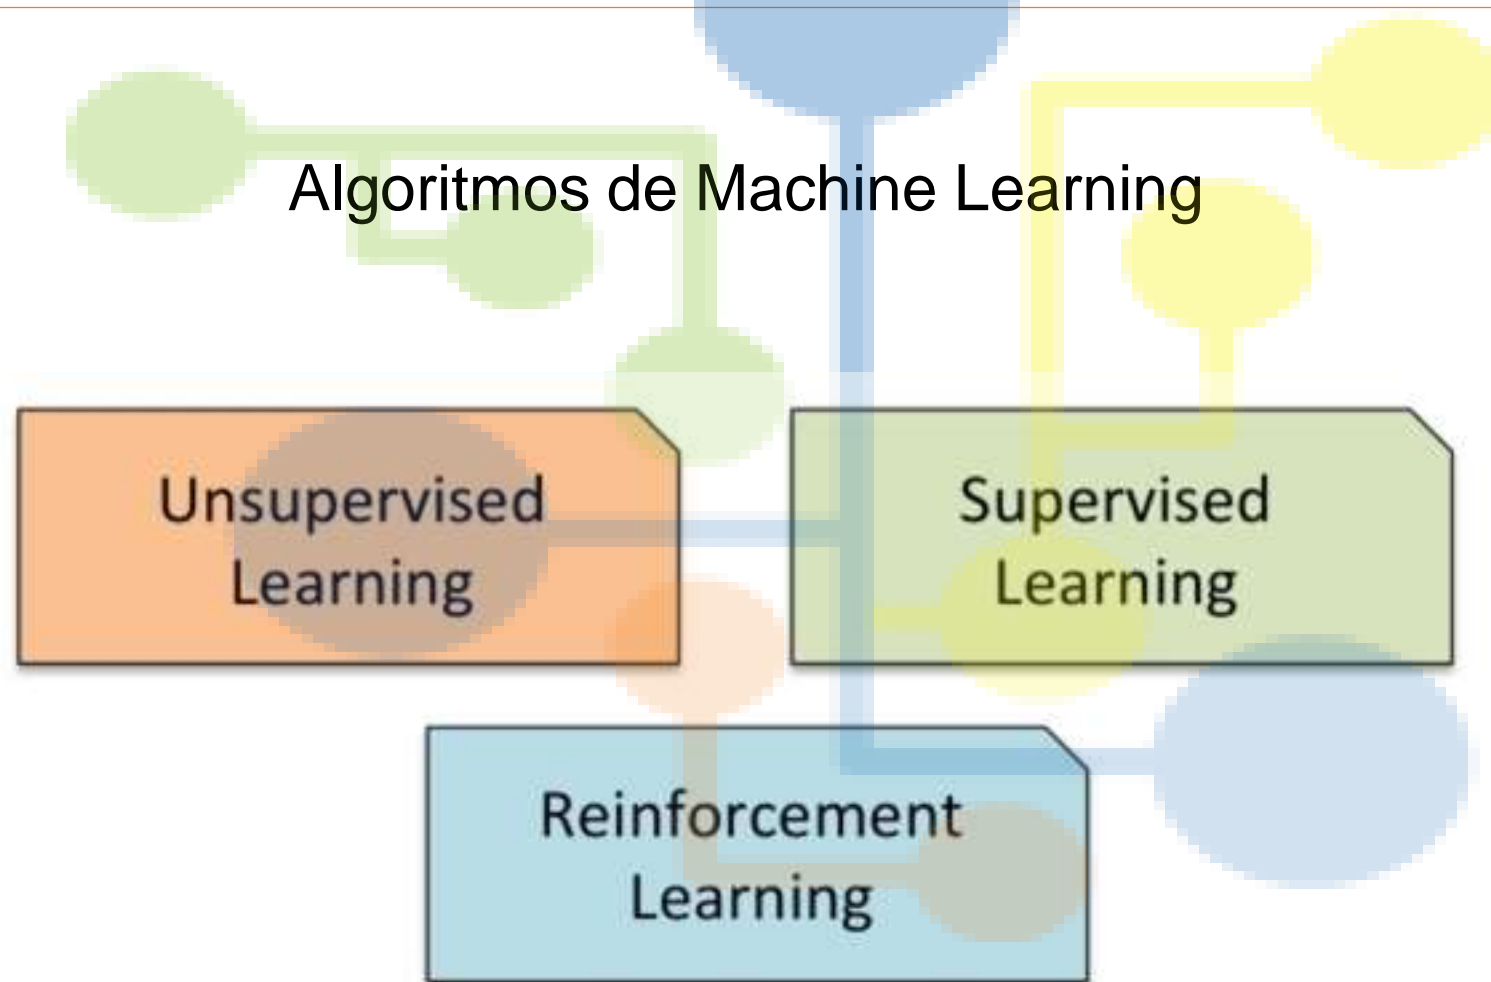 Algoritmos de Machine Learning
Unsupervised
Learning
Supervised
Learning
Reinforcement
Learning